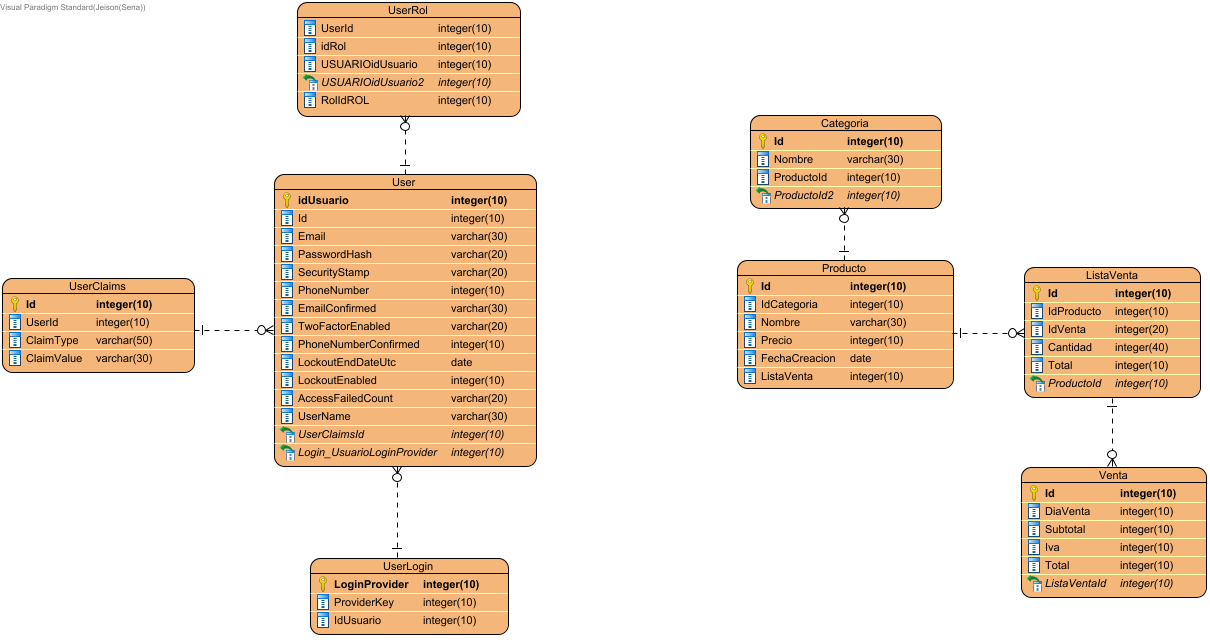 Visual Paradigm Standard(Jeison(Sena))
UserRol
UserId integer(10)
idRol integer(10)
USUARIOidUsuario integer(10)
USUARIOidUsuario2 integer(10)
RolIdROL integer(10)
User
idUsuario integer(10)
Id integer(10)
Email varchar(30)
PasswordHash varchar(20)
SecurityStamp varchar(20)
PhoneNumber integer(10)
EmailConfirmed varchar(30)
TwoFactorEnabled varchar(20)
PhoneNumberConfirmed integer(10)
LockoutEndDateUtc date
LockoutEnabled integer(10)
AccessFailedCount varchar(20)
UserName varchar(30)
UserClaimsId integer(10)
Login_UsuarioLoginProvider integer(10)
UserClaims
Id integer(10)
UserId integer(10)
ClaimType varchar(50)
ClaimValue varchar(30)
UserLogin
LoginProvider integer(10)
ProviderKey integer(10)
IdUsuario integer(10)
Categoria
Id integer(10)
Nombre varchar(30)
ProductoId integer(10)
ProductoId2 integer(10)
Producto
Id integer(10)
IdCategoria integer(10)
Nombre varchar(30)
Precio integer(10)
FechaCreacion date
ListaVenta integer(10)
ListaVenta
Id integer(10)
IdProducto integer(10)
IdVenta integer(20)
Cantidad integer(40)
Total integer(10)
ProductoId integer(10)
Venta
Id integer(10)
DiaVenta integer(10)
Subtotal integer(10)
Iva integer(10)
Total integer(10)
ListaVentaId integer(10)